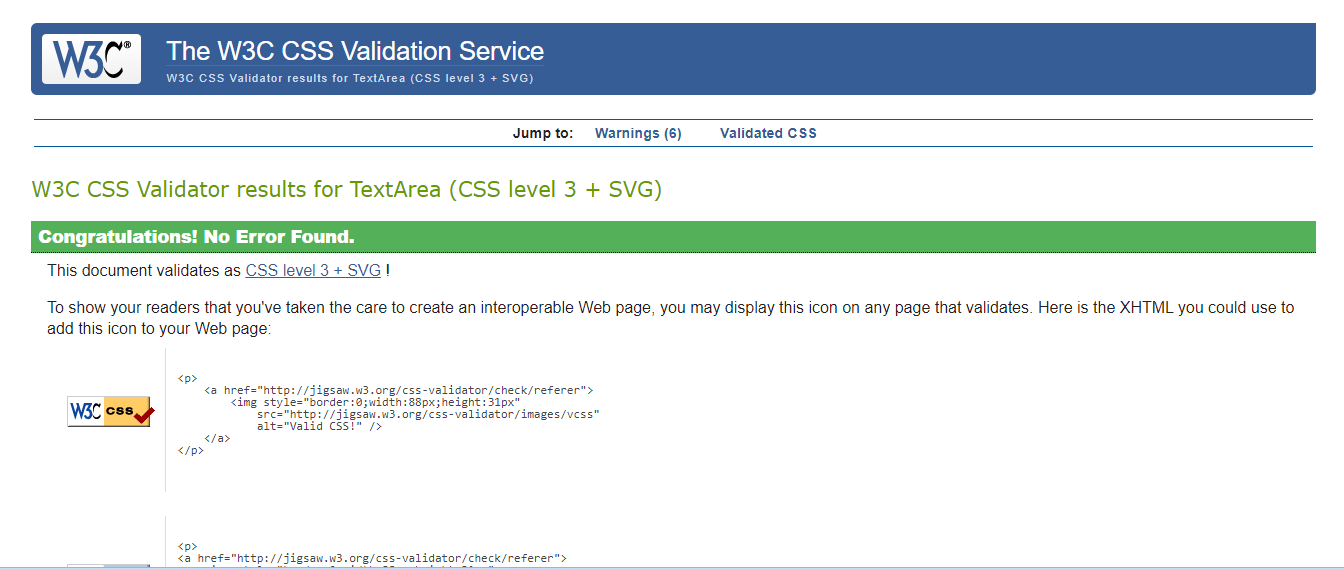 W3C®
The W3C CSS Validation Service
W3C CSS Validator results for TextArea (CSS level 3 + SVG)
Jump to: Warnings (6) Validated CSS
W3C CSS Validator results for TextArea (CSS level 3 + SVG)
Congratulations! No Error Found.
This document validates as CSS level 3 + SVG !
To show your readers that you've taken the care to create an interoperable Web page, you may display this icon on any page that validates. Here is the XHTML you could use to
add this icon to your Web page:
<p>
<a href="http://jigsaw.w3.org/css-validator/check/referer">
<img style="border:0;width:88px;height:31px"
src="http://jigsaw.w3.org/css-validator/images/vcss"
alt="Valid CSS!" />
</a>
</p>
W3C css
<p>
<a href="http://jigsaw.w3.org/css-validator/check/referer">